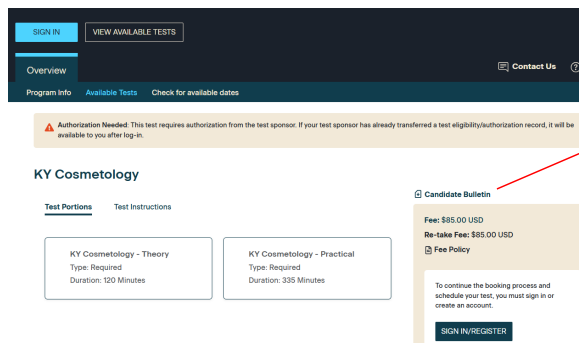 SIGN IN
VIEW AVAILABLE TESTS
Overview
Contact Us
Program Info
Available Tests
Check for available dates
Authorization Needed: This test requires authorization from the test sponsor. If your test sponsor has already transferred a test eligibility/authorization record, it will be
available to you after log-in.
KY Cosmetology
Candidate Bulletin
Test Portions
Test Instructions
Fee: $85.00 USD
Re-take Fee: $85.00 USD
Fee Policy
KY Cosmetology - Theory
Type: Required
Duration: 120 Minutes
KY Cosmetology - Practical
Type: Required
Duration: 335 Minutes
To continue the booking process and
schedule your test, you must sign in or
create an account.
SIGN IN/REGISTER